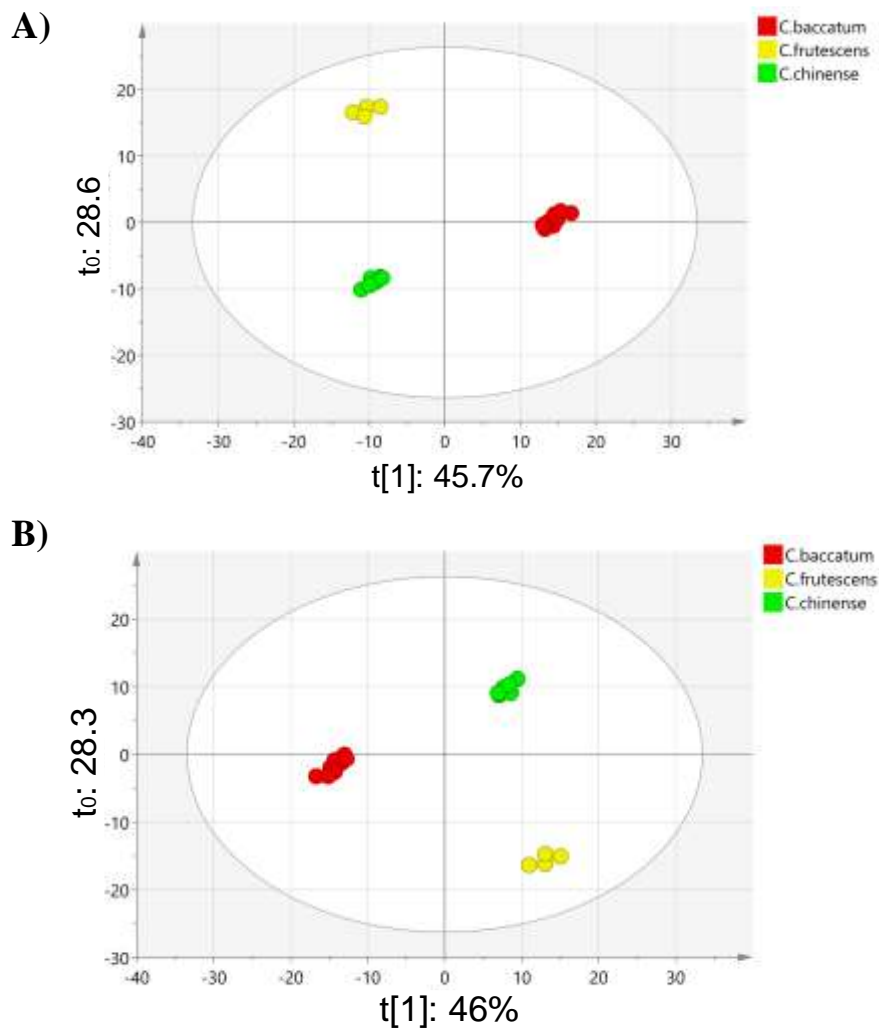 A)
C.baccatum
C.frutescens
C.chinense
20
10
0
-10
-20
-30
t₀: 28.6
-40 -30 -20 -10 0 10 20 30
t[1]: 45.7%
B)
C.baccatum
C.frutescens
C.chinense
20
10
0
-10
-20
-30
t₀: 28.3
-40 -30 -20 -10 0 10 20 30
t[1]: 46%